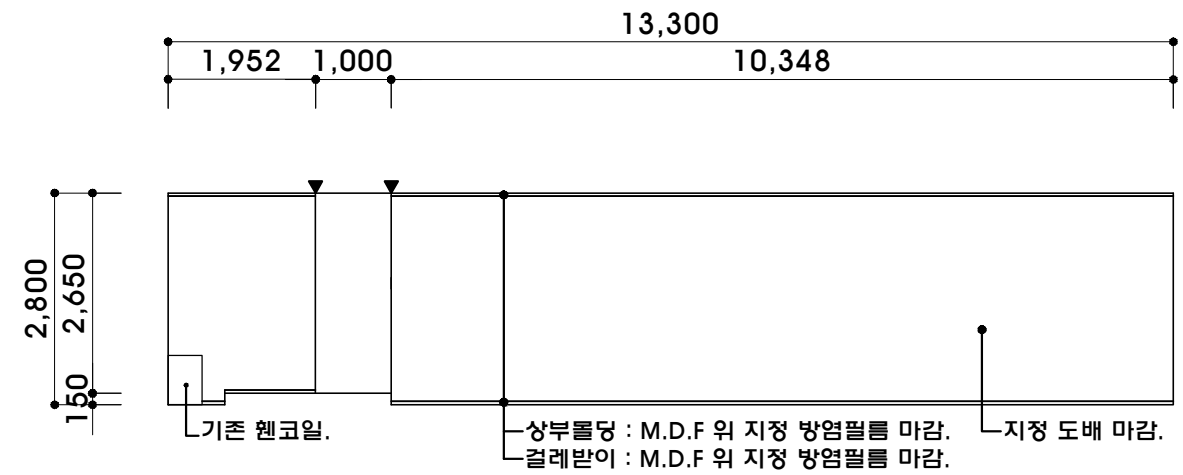 13,300
1,952 1,000 10,348
2,800
2,650
150
기존 휀코일.
상부몰딩 : M.D.F 위 지정 방염필름 마감.
지정 도배 마감.
걸레받이 : M.D.F 위 지정 방염필름 마감.